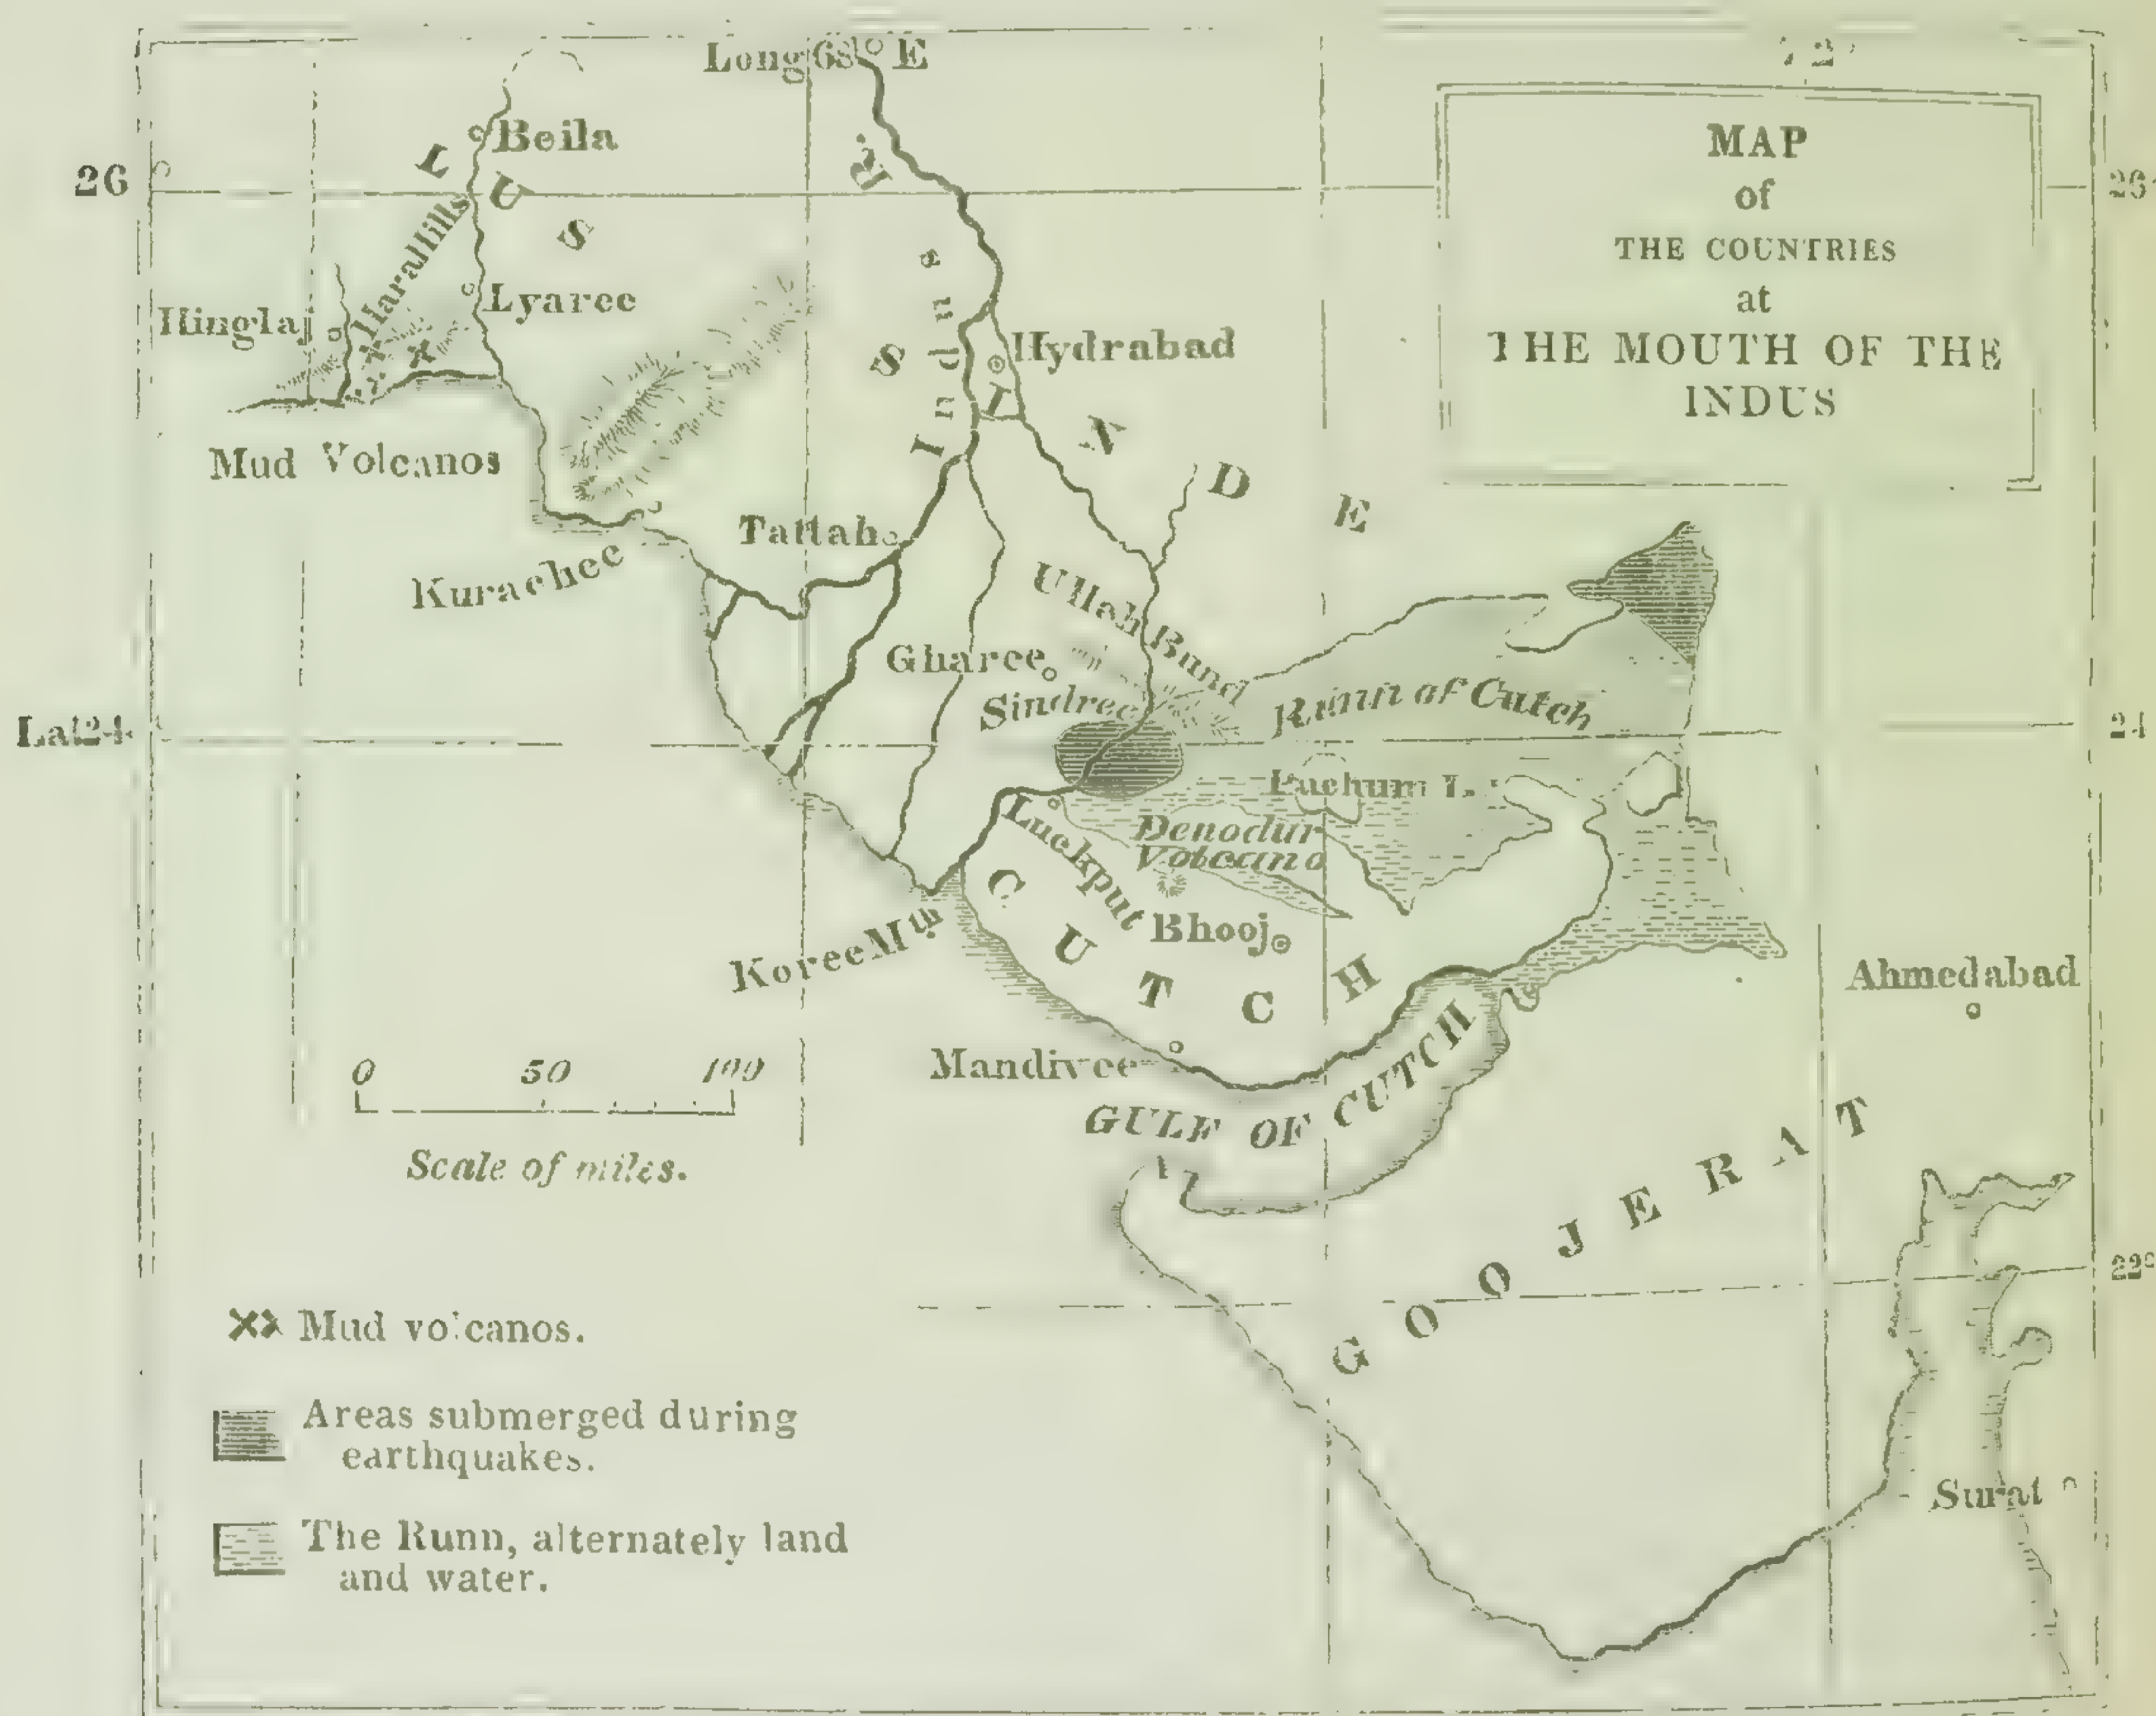 Long 68° E
72°
MAP
of
THE COUNTRIES
at
THE MOUTH OF THE
INDUS
26
26°
Beila
LUS
Hara Hills
Hinglaj
Lyaree
Mud Volcanos
R. Indus
Hydrabad
SINDE
Tattah
Kurachee
Ullah Bund
Gharee
Sindree
Runn of Cutch
Lat 24
24
Pachum I.
Denodur
Volcano
Luckput
Bhooj
CUTCH
Koree Mth
Ahmedabad
Mandivee
GULF OF CUTCH
0 50 100
Scale of miles.
GOOJERAT
22°
Mud volcanos.
Areas submerged during
earthquakes.
The Runn, alternately land
and water.
Surat